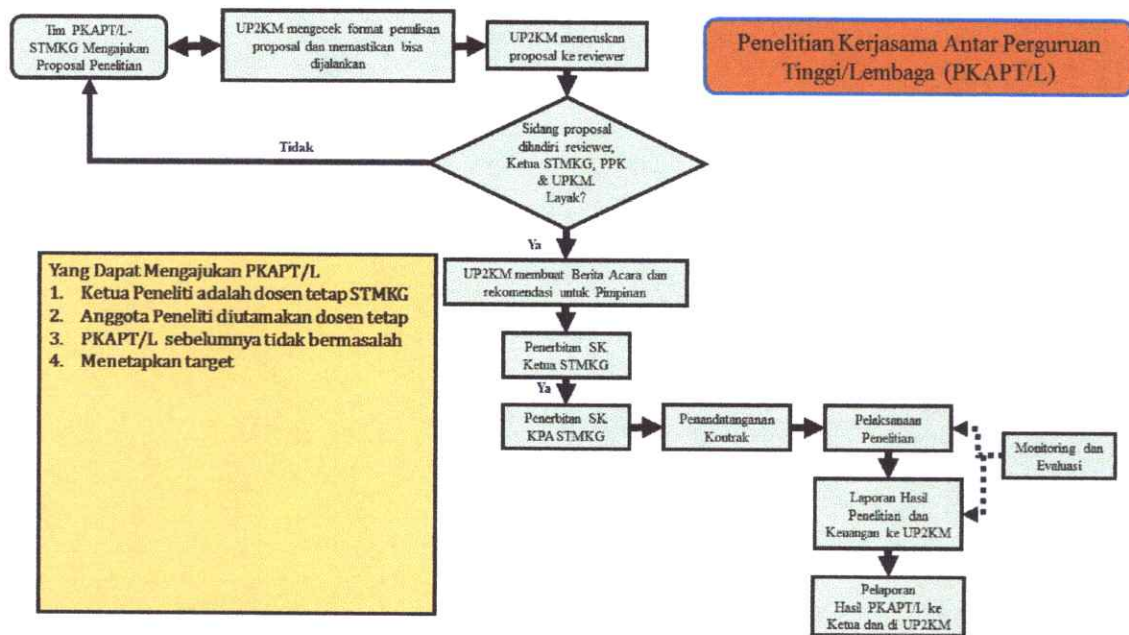 Tim PKAPT/L-
STMKG Mengajukan
Proposal Penelitian
UP2KM mengecek format penulisan
proposal dan memastikan bisa
dijalankan
UP2KM meneruskan
proposal ke reviewer
Penelitian Kerjasama Antar Perguruan
Tinggi/Lembaga (PKAPT/L)
Tidak
Sidang proposal
dihadiri reviewer,
Ketua STMKG, PPK
& UPKM.
Layak?
Ya
Yang Dapat Mengajukan PKAPT/L
1. Ketua Peneliti adalah dosen tetap STMKG
2. Anggota Peneliti diutamakan dosen tetap
3. PKAPT/L sebelumnya tidak bermasalah
4. Menetapkan target
UP2KM membuat Berita Acara dan
rekomendasi untuk Pimpinan
Penerbitan SK
Ketua STMKG
Ya
Penerbitan SK
KPA STMKG
Penandatanganan
Kontrak
Pelaksanaan
Penelitian
Monitoring dan
Evaluasi
Laporan Hasil
Penelitian dan
Keuangan ke UP2KM
Pelaporan
Hasil PKAPT/L ke
Ketua dan di UP2KM